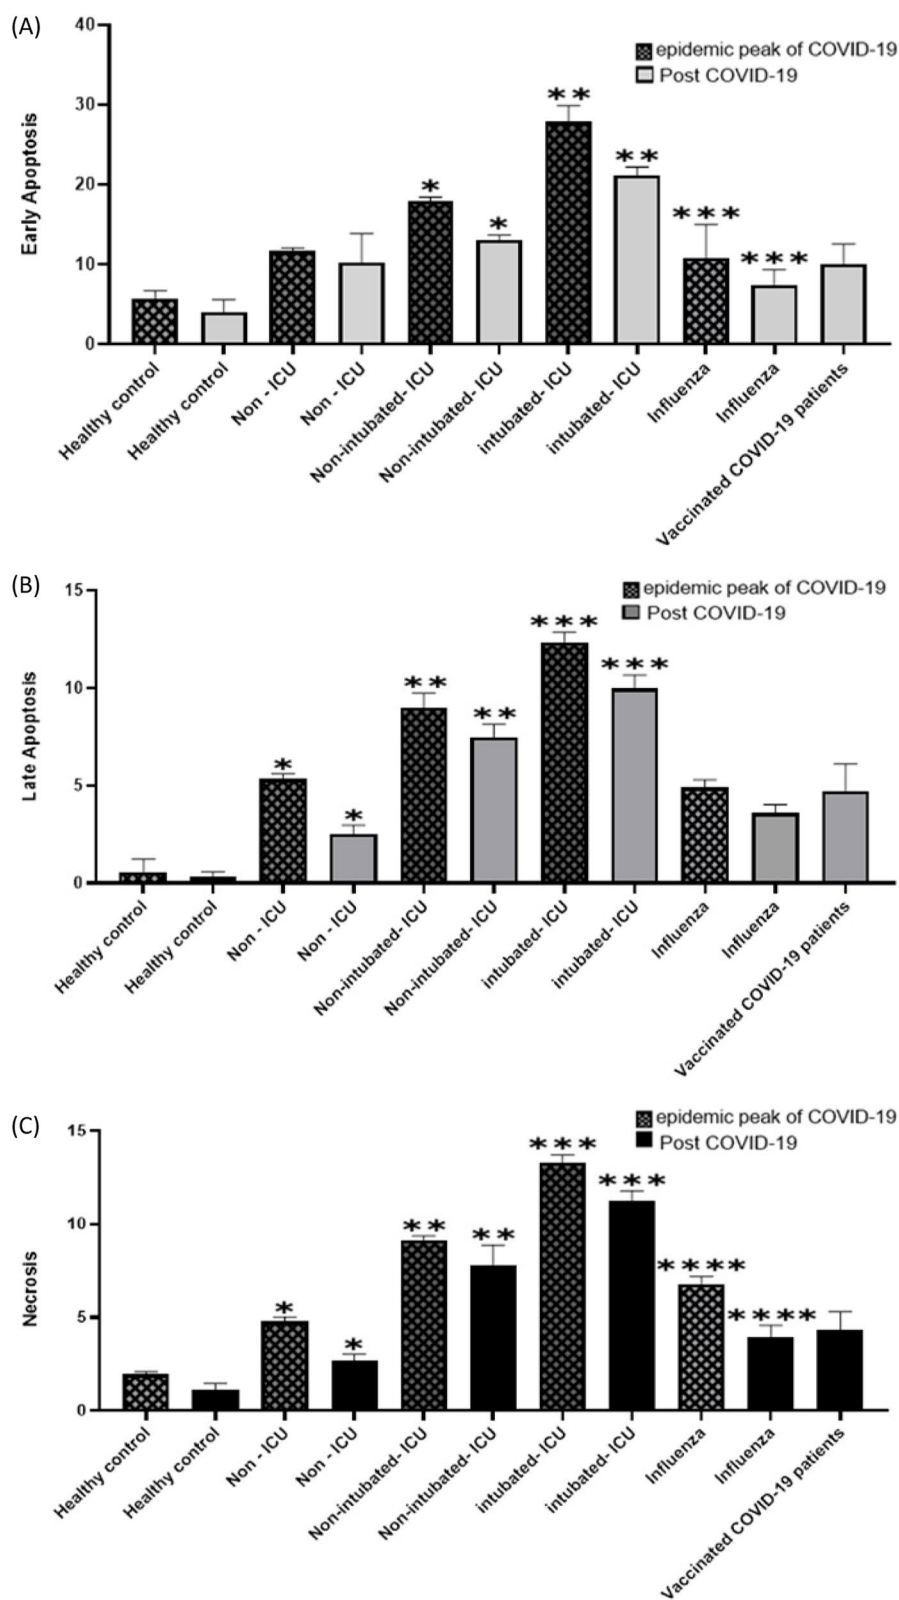 (A)
Early Apoptosis
40
30
20
10
0
epidemic peak of COVID-19
Post COVID-19
*
*
* *
* *
* * *
* * *
Healthy control
Healthy control
Non - ICU
Non - ICU
Non-intubated- ICU
Non-intubated- ICU
intubated- ICU
intubated- ICU
Influenza
Influenza
Vaccinated COVID-19 patients
(B)
Late Apoptosis
15
10
5
0
epidemic peak of COVID-19
Post COVID-19
*
*
* *
* *
* * *
* * *
Healthy control
Healthy control
Non - ICU
Non - ICU
Non-intubated- ICU
Non-intubated- ICU
intubated- ICU
intubated- ICU
Influenza
Influenza
Vaccinated COVID-19 patients
(C)
Necrosis
15
10
5
0
epidemic peak of COVID-19
Post COVID-19
*
*
* *
* *
* * *
* * *
* * * *
* * * *
Healthy control
Healthy control
Non - ICU
Non - ICU
Non-intubated- ICU
Non-intubated- ICU
intubated- ICU
intubated- ICU
Influenza
Influenza
Vaccinated COVID-19 patients